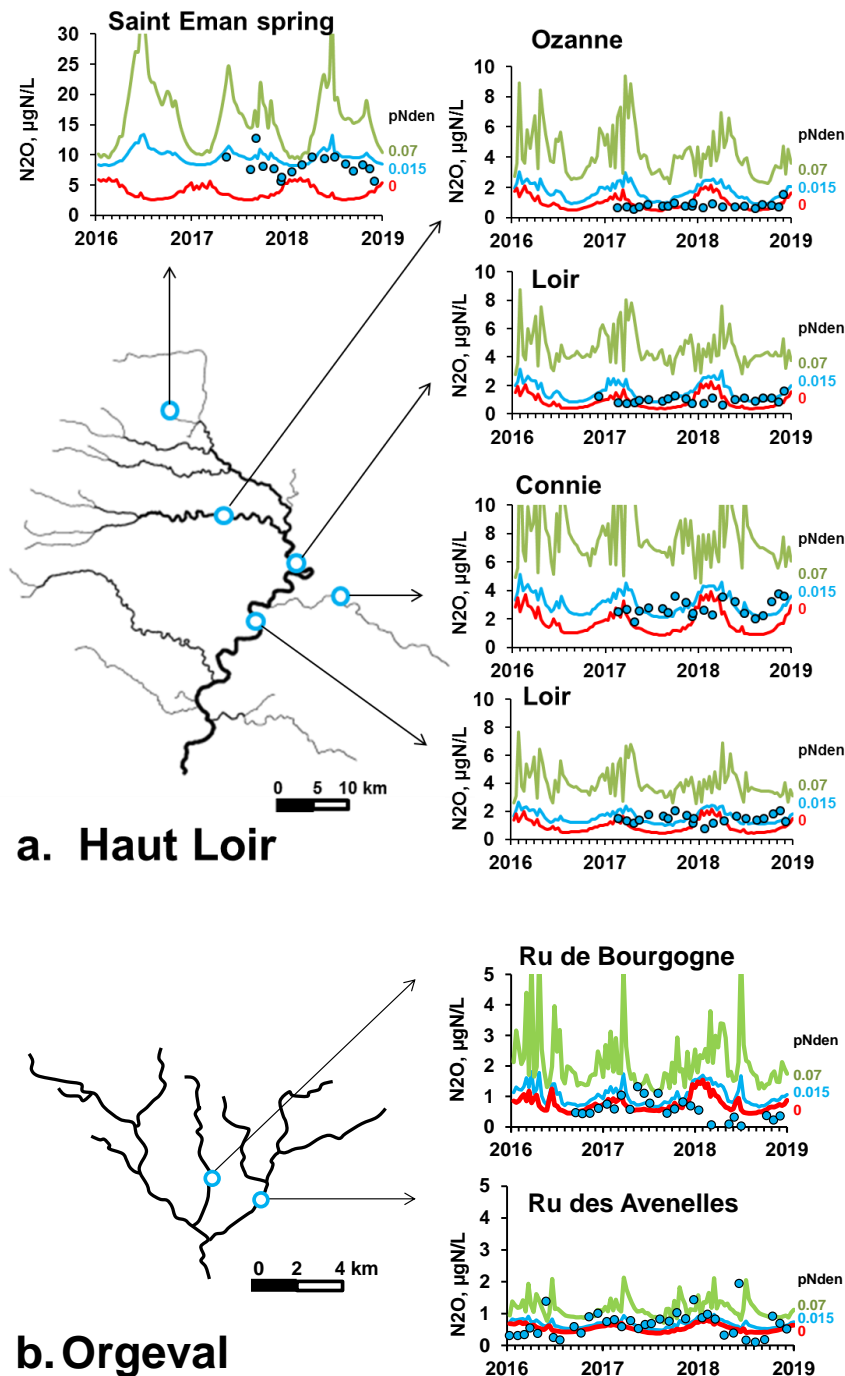 Saint Eman spring
30
25
20
15
10
5
0
N2O, µgN/L
pNden
0.07
0.015
0
2016 2017 2018 2019
Ozanne
10
8
6
4
2
0
N2O, µgN/L
pNden
0.07
0.015
0
2016 2017 2018 2019
Loir
10
8
6
4
2
0
N2O, µgN/L
pNden
0.07
0.015
0
2016 2017 2018 2019
Connie
10
8
6
4
2
0
N2O, µgN/L
pNden
0.07
0.015
0
2016 2017 2018 2019
Loir
10
8
6
4
2
0
N2O, µgN/L
pNden
0.07
0.015
0
2016 2017 2018 2019
0 5 10 km
a. Haut Loir
Ru de Bourgogne
5
4
3
2
1
0
N2O, µgN/L
pNden
0.07
0.015
0
2016 2017 2018 2019
Ru des Avenelles
5
4
3
2
1
0
N2O, µgN/L
pNden
0.07
0.015
0
2016 2017 2018 2019
0 2 4 km
b. Orgeval